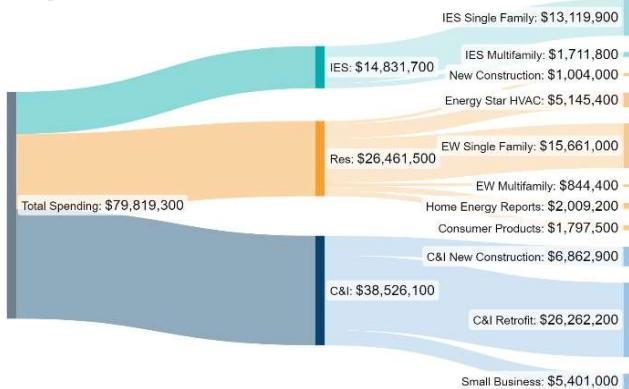 IES Single Family: $13,119,900
IES Multifamily: $1,711,800
IES: $14,831,700
New Construction: $1,004,000
Energy Star HVAC: $5,145,400
EW Single Family: $15,661,000
Res: $26,461,500
EW Multifamily: $844,400
Total Spending: $79,819,300
Home Energy Reports: $2,009,200
Consumer Products: $1,797,500
C&I New Construction: $6,862,900
C&I: $38,526,100
C&I Retrofit: $26,262,200
Small Business: $5,401,000